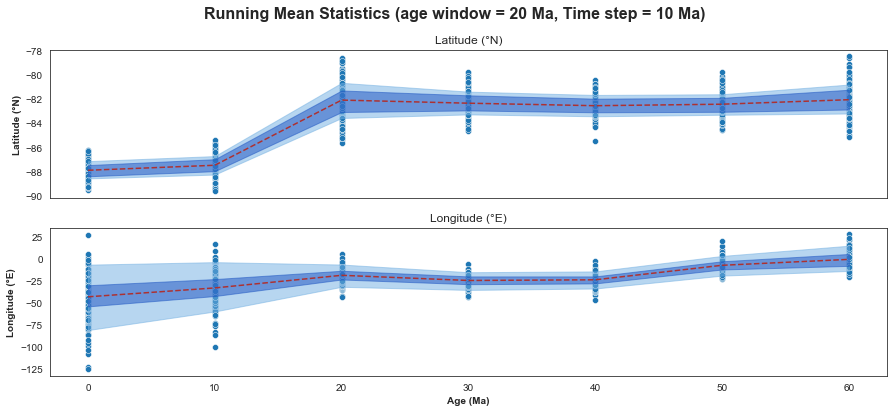 Running Mean Statistics (age window = 20 Ma, Time step = 10 Ma)
Latitude (°N)
Latitude (°N)
−78
−80
−82
−84
−86
−88
−90
Longitude (°E)
Longitude (°E)
25
0
−25
−50
−75
−100
−125
0 10 20 30 40 50 60
Age (Ma)